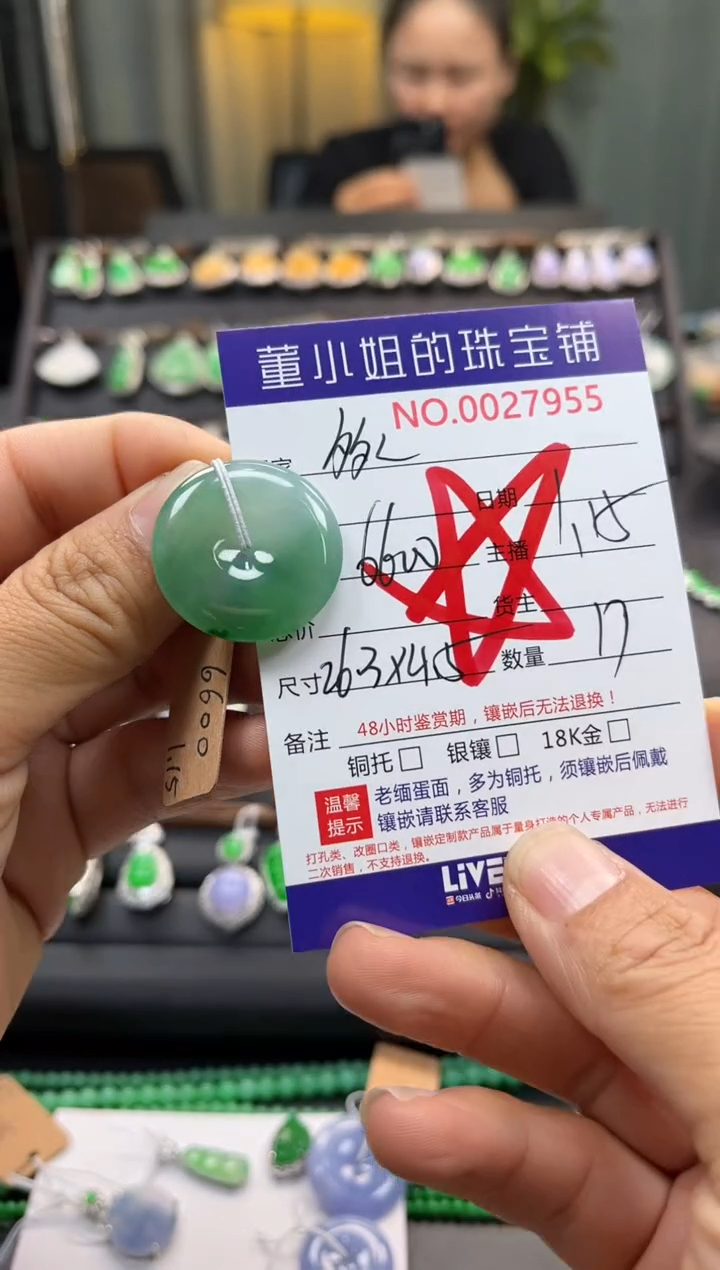 董小姐的珠宝铺
NO.0027955
日期 1.15
6600 主播
货主
总价
尺寸 263x45 数量 17
48小时鉴赏期，镶嵌后无法退换！
备注
铜托□ 银镶□ 18K金□
温馨提示
老缅蛋面，多为铜托，须镶嵌后佩戴
镶嵌请联系客服
打孔类、改圈口类，镶嵌定制款产品属于量身打造的个人专属产品，无法进行
二次销售，不支持退换。
LiVE
今日头条
6600
1.15